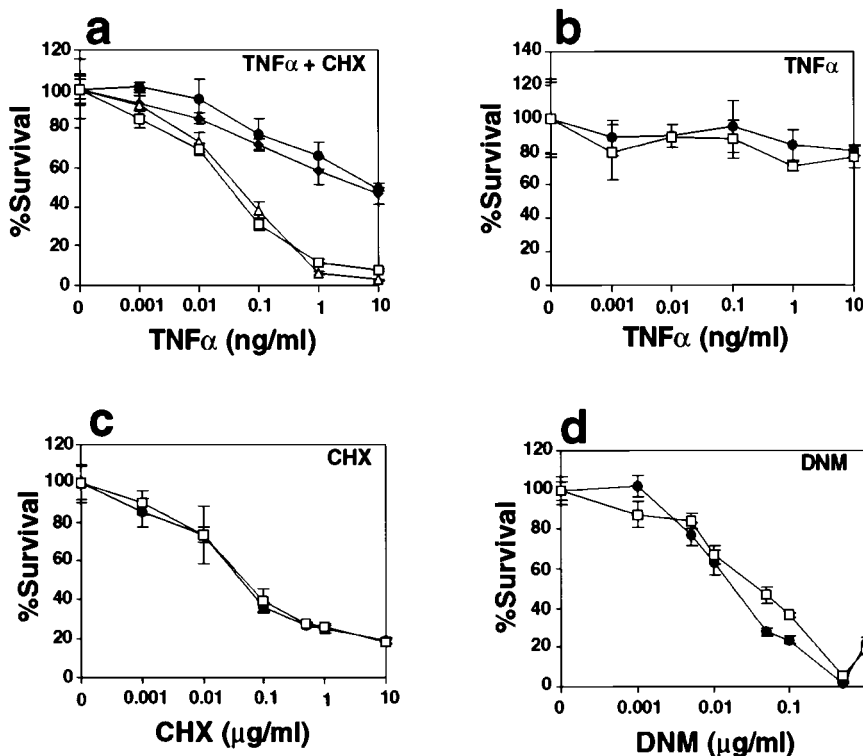 a
TNFα + CHX
120
100
80
60
40
20
0
%Survival
0 0.001 0.01 0.1 1 10
TNFα (ng/ml)
b
TNFα
140
120
100
80
60
40
20
0
%Survival
0 0.001 0.01 0.1 1 10
TNFα (ng/ml)
c
CHX
120
100
80
60
40
20
0
%Survival
0 0.001 0.01 0.1 1 10
CHX (μg/ml)
d
DNM
120
100
80
60
40
20
0
%Survival
0 0.001 0.01 0.1
DNM (μg/ml)